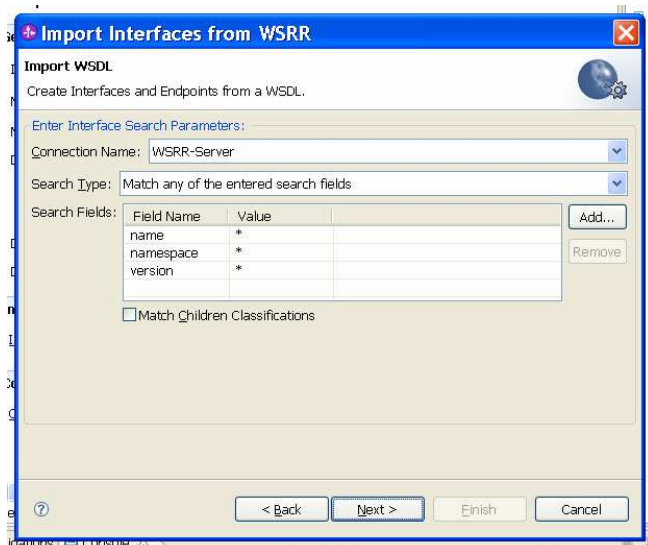 Import Interfaces from WSRR
Import WSDL
Create Interfaces and Endpoints from a WSDL.
Enter Interface Search Parameters:
Connection Name: WSRR-Server
Search Type: Match any of the entered search fields
Search Fields: Field Name Value Add...
name *
namespace * Remove
version *
Match Children Classifications
< Back Next > Finish Cancel